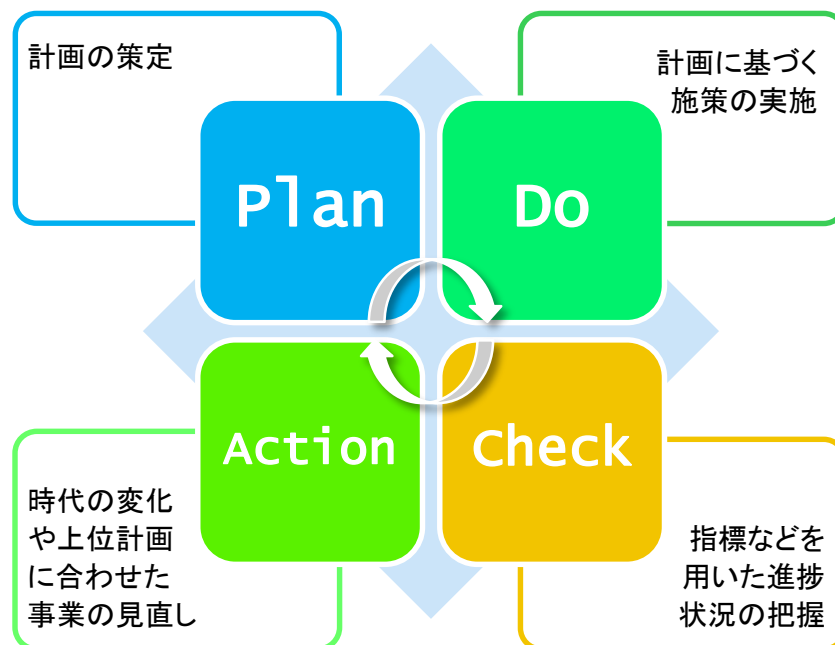 計画の策定
計画に基づく
施策の実施
Plan
Do
Action
Check
時代の変化
や上位計画
に合わせた
事業の見直し
指標などを
用いた進捗
状況の把握